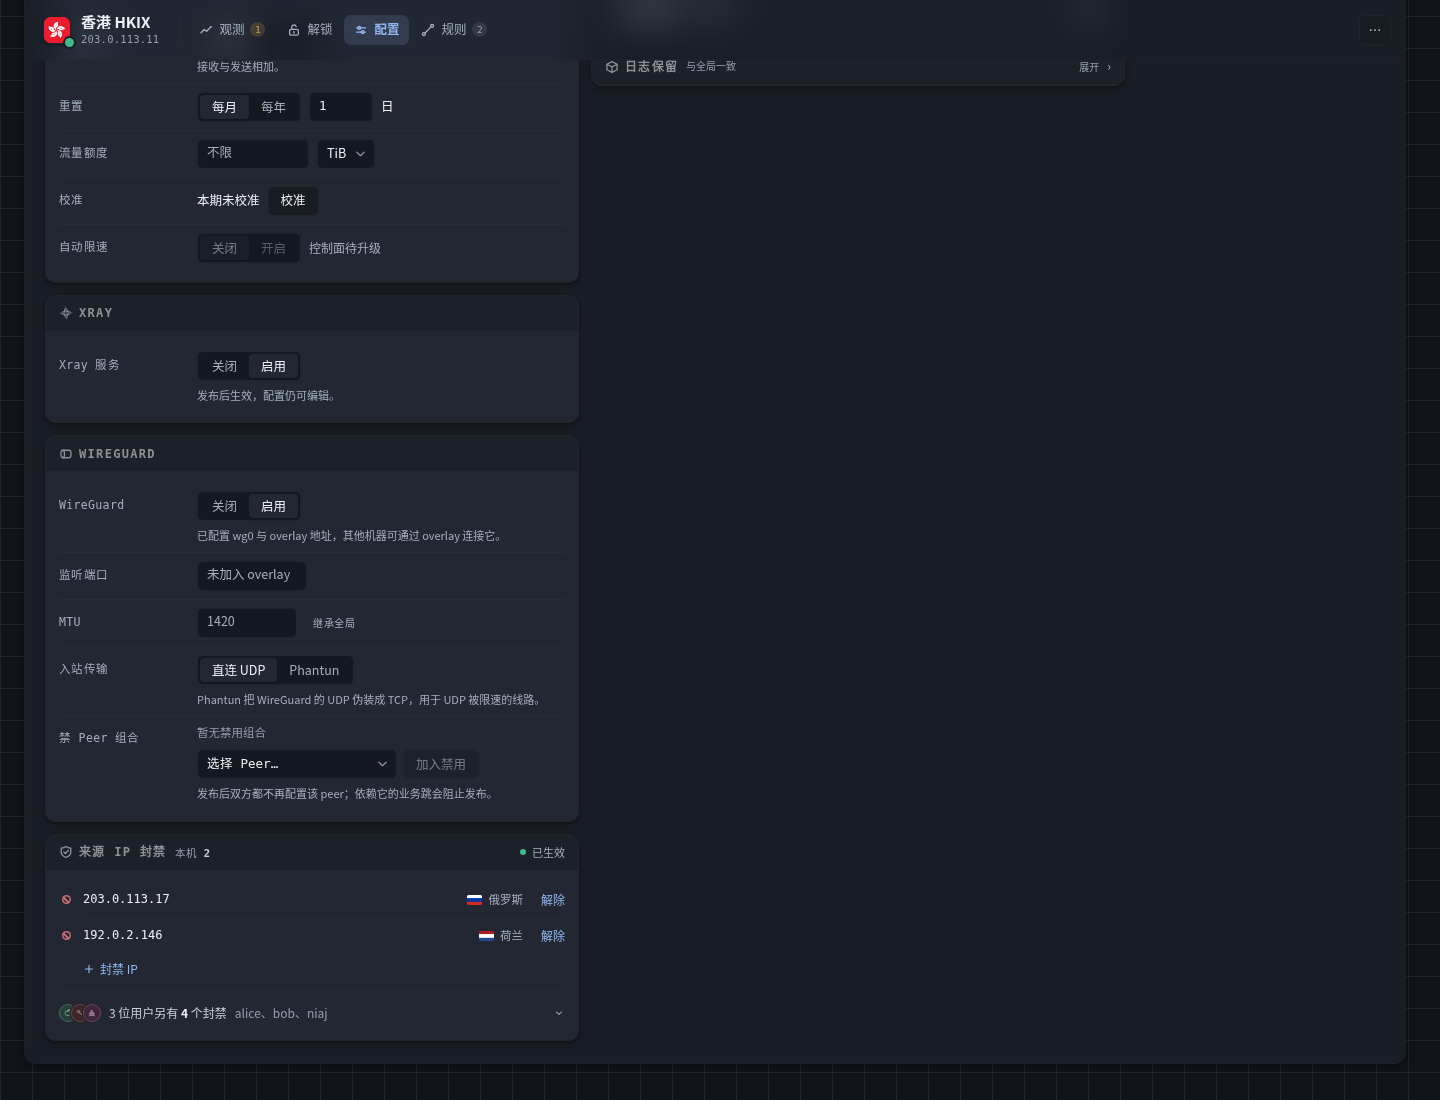 香港 HKIX
203.0.113.11
观测 1
解锁
配置
规则 2
···
接收与发送相加。
日志保留 与全局一致 展开 ›
重置 每月 每年 1 日
流量额度 不限 TiB
校准 本期未校准 校准
自动限速 关闭 开启 控制面待升级
XRAY
Xray 服务 关闭 启用
发布后生效，配置仍可编辑。
WIREGUARD
WireGuard 关闭 启用
已配置 wg0 与 overlay 地址，其他机器可通过 overlay 连接它。
监听端口 未加入 overlay
MTU 1420 继承全局
入站传输 直连 UDP Phantun
Phantun 把 WireGuard 的 UDP 伪装成 TCP，用于 UDP 被限速的线路。
禁 Peer 组合 暂无禁用组合
选择 Peer… 加入禁用
发布后双方都不再配置该 peer；依赖它的业务跳会阻止发布。
来源 IP 封禁 本机 2 已生效
203.0.113.17 俄罗斯 解除
192.0.2.146 荷兰 解除
+ 封禁 IP
3 位用户另有 4 个封禁 alice、bob、niaj